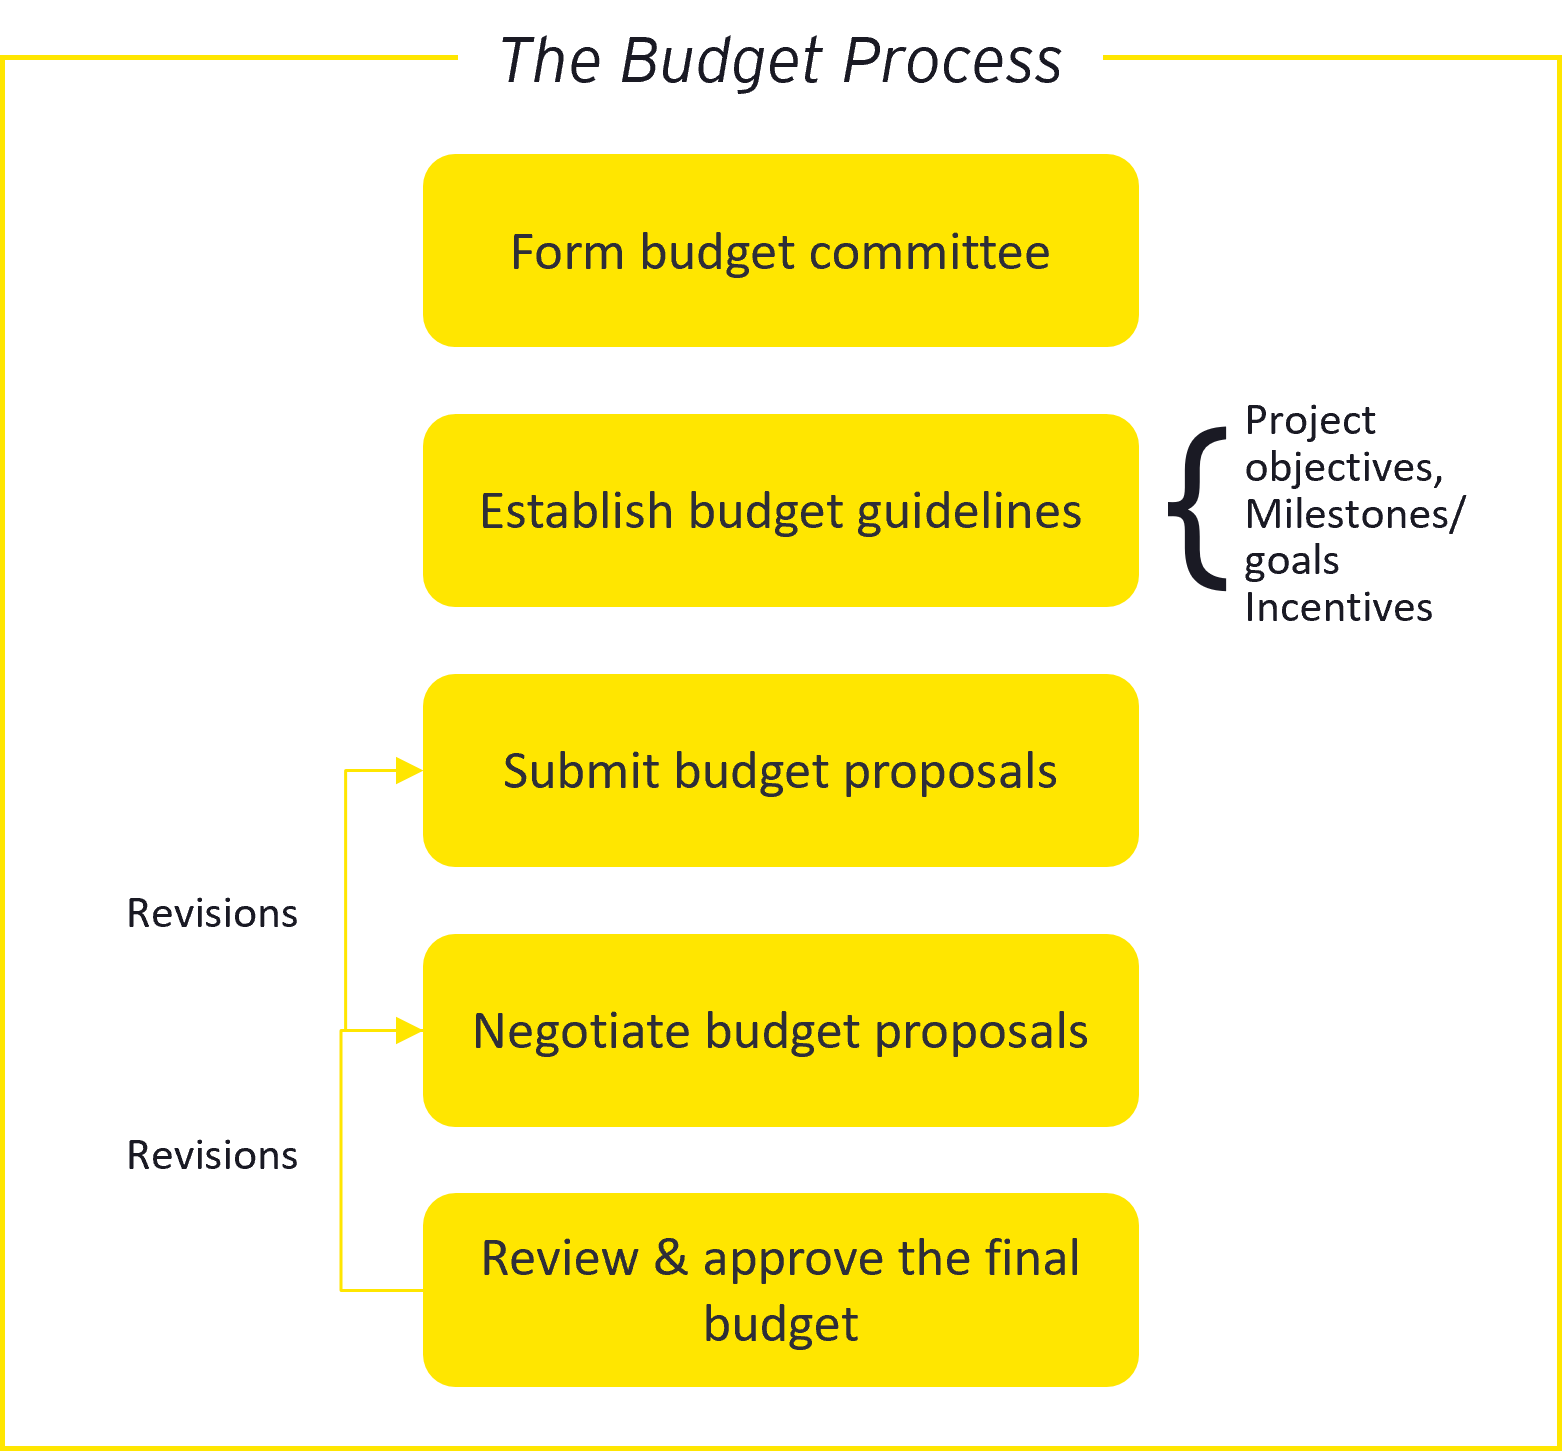 The Budget Process
Form budget committee
Establish budget guidelines
Project
objectives,
Milestones/
goals
Incentives
Submit budget proposals
Revisions
Negotiate budget proposals
Revisions
Review & approve the final
budget